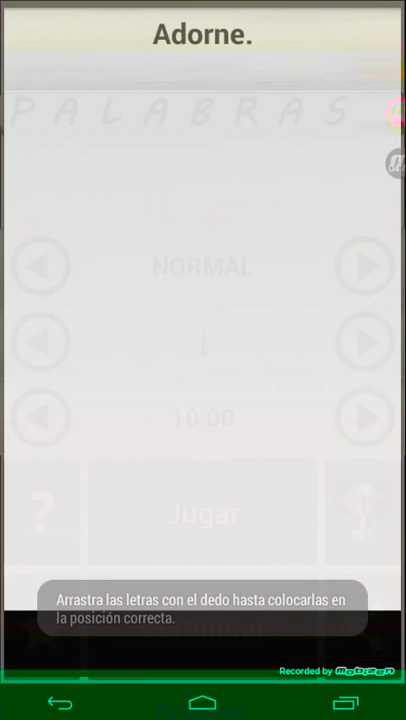 Adorne.
PALABRAS
NORMAL
↓
10:00
?
Jugar
Arrastra las letras con el dedo hasta colocarlas en
la posición correcta.
Recorded by mobizen